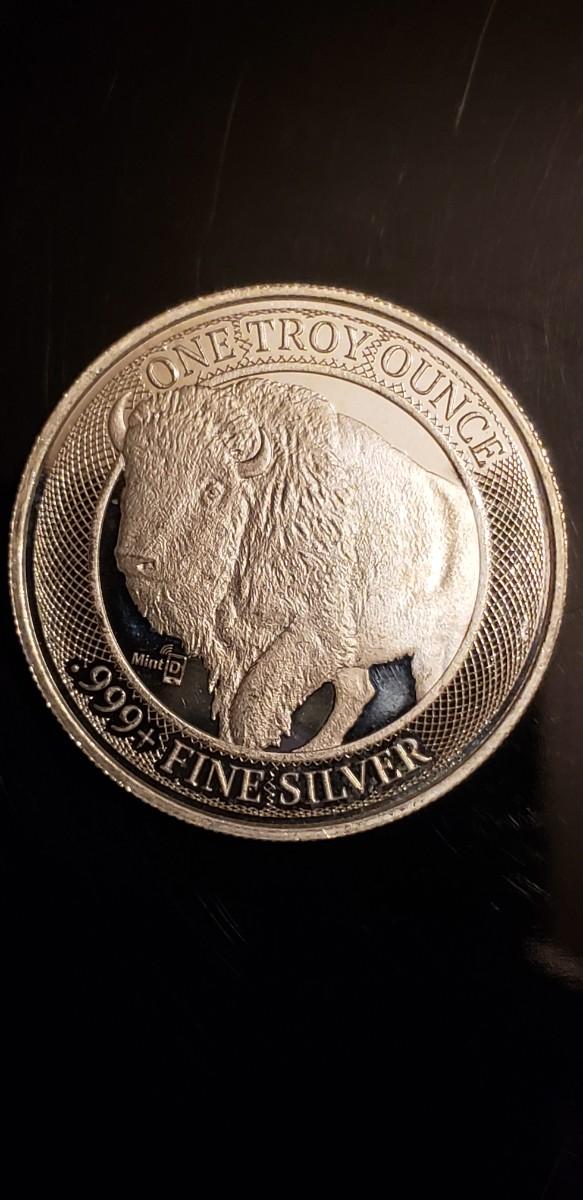 ONE TROY OUNCE
MintID
.999+ FINE SILVER